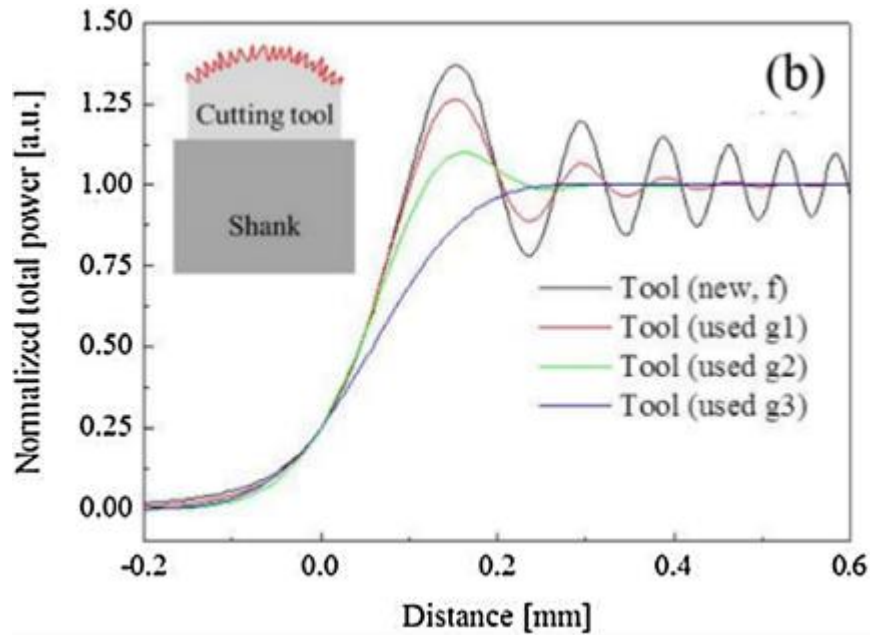 1.50
1.25
1.00
0.75
0.50
0.25
0.00
Normalized total power [a.u.]
(b)
Cutting tool
Shank
Tool (new, f)
Tool (used g1)
Tool (used g2)
Tool (used g3)
-0.2 0.0 0.2 0.4 0.6
Distance [mm]